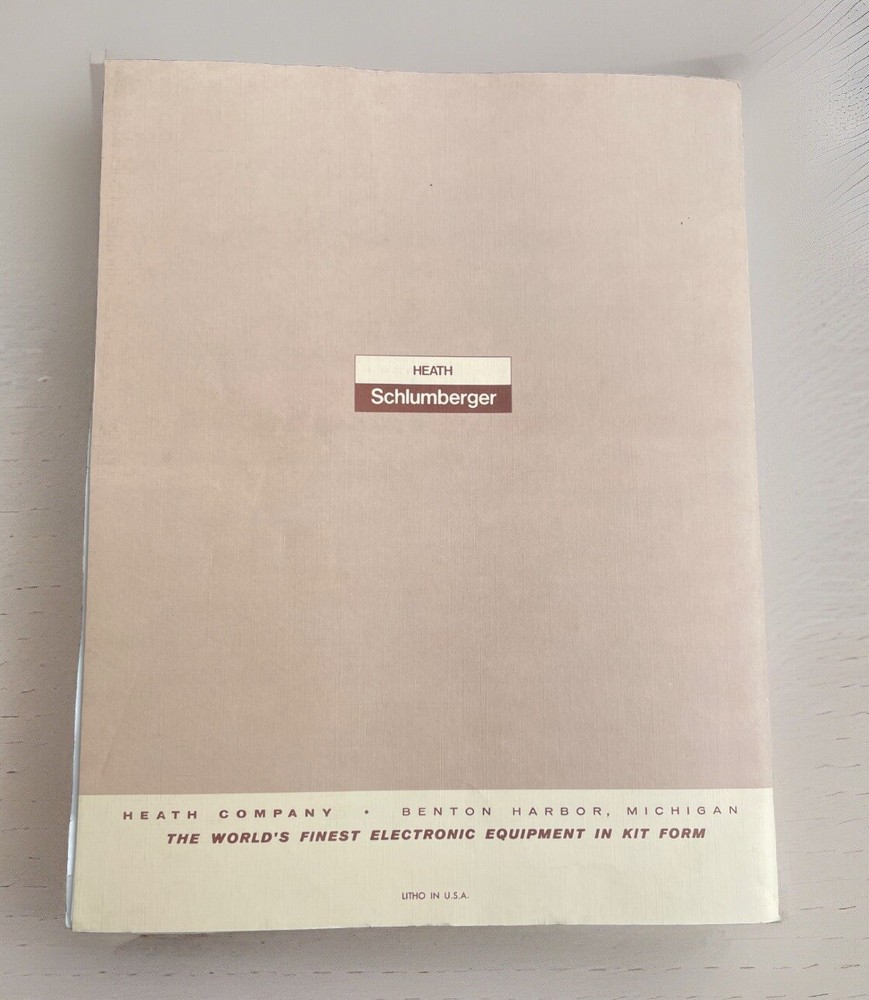 HEATH
Schlumberger
HEATH COMPANY • BENTON HARBOR, MICHIGAN
THE WORLD'S FINEST ELECTRONIC EQUIPMENT IN KIT FORM
LITHO IN U.S.A.